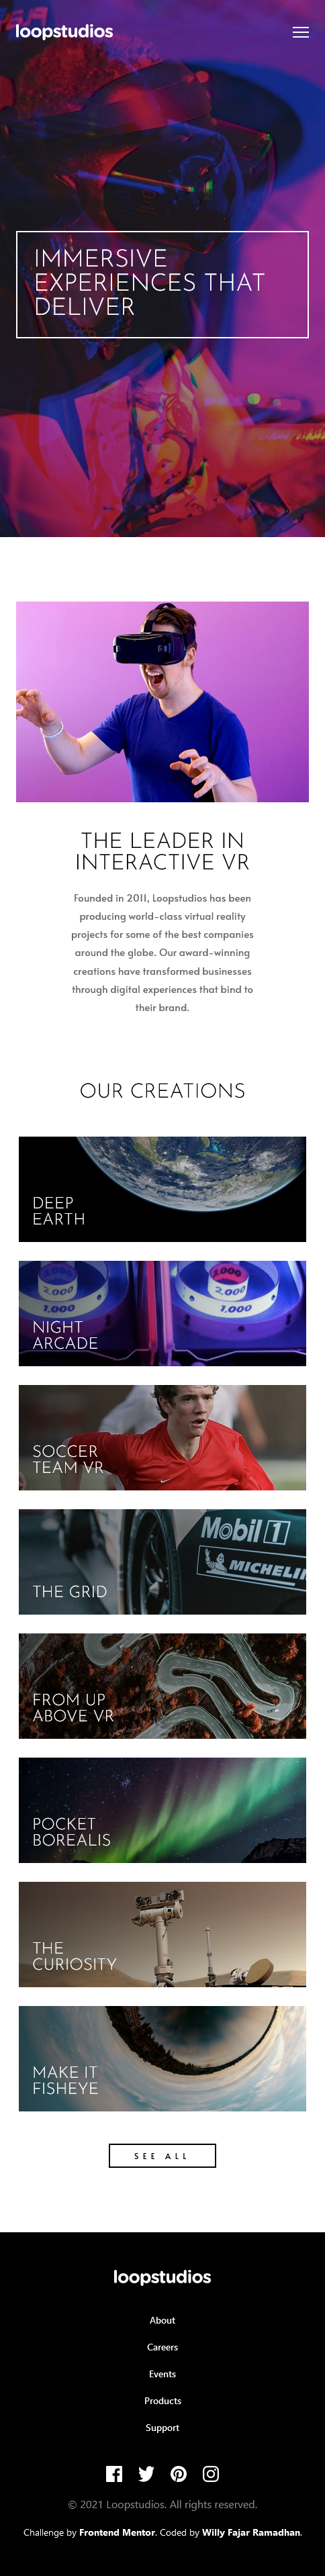 loopstudios
IMMERSIVE
EXPERIENCES THAT
DELIVER
THE LEADER IN
INTERACTIVE VR
Founded in 2011, Loopstudios has been
producing world-class virtual reality
projects for some of the best companies
around the globe. Our award-winning
creations have transformed businesses
through digital experiences that bind to
their brand.
OUR CREATIONS
DEEP
EARTH
3,000
2,000
1,000
1,000
NIGHT
ARCADE
SOCCER
TEAM VR
Mobil 1
MICHELIN
THE GRID
FROM UP
ABOVE VR
POCKET
BOREALIS
THE
CURIOSITY
MAKE IT
FISHEYE
SEE ALL
loopstudios
About
Careers
Events
Products
Support
© 2021 Loopstudios. All rights reserved.
Challenge by Frontend Mentor. Coded by Willy Fajar Ramadhan.